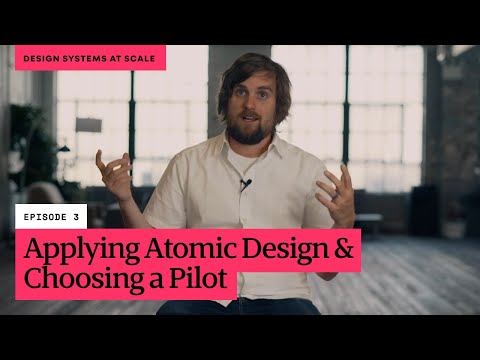 DESIGN SYSTEMS AT SCALE
EPISODE 3
Applying Atomic Design &
Choosing a Pilot